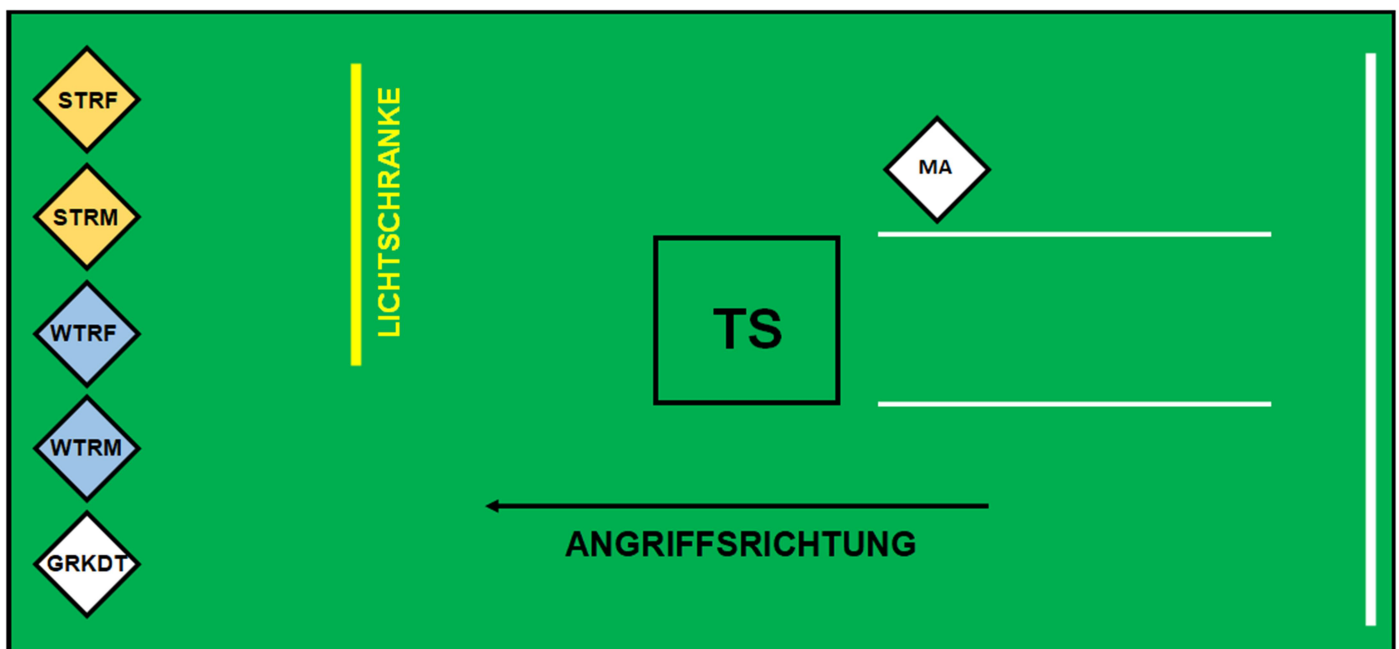 STRF
STRM
WTRF
WTRM
GRKDT
LICHTSCHRANKE
MA
TS
ANGRIFFSRICHTUNG